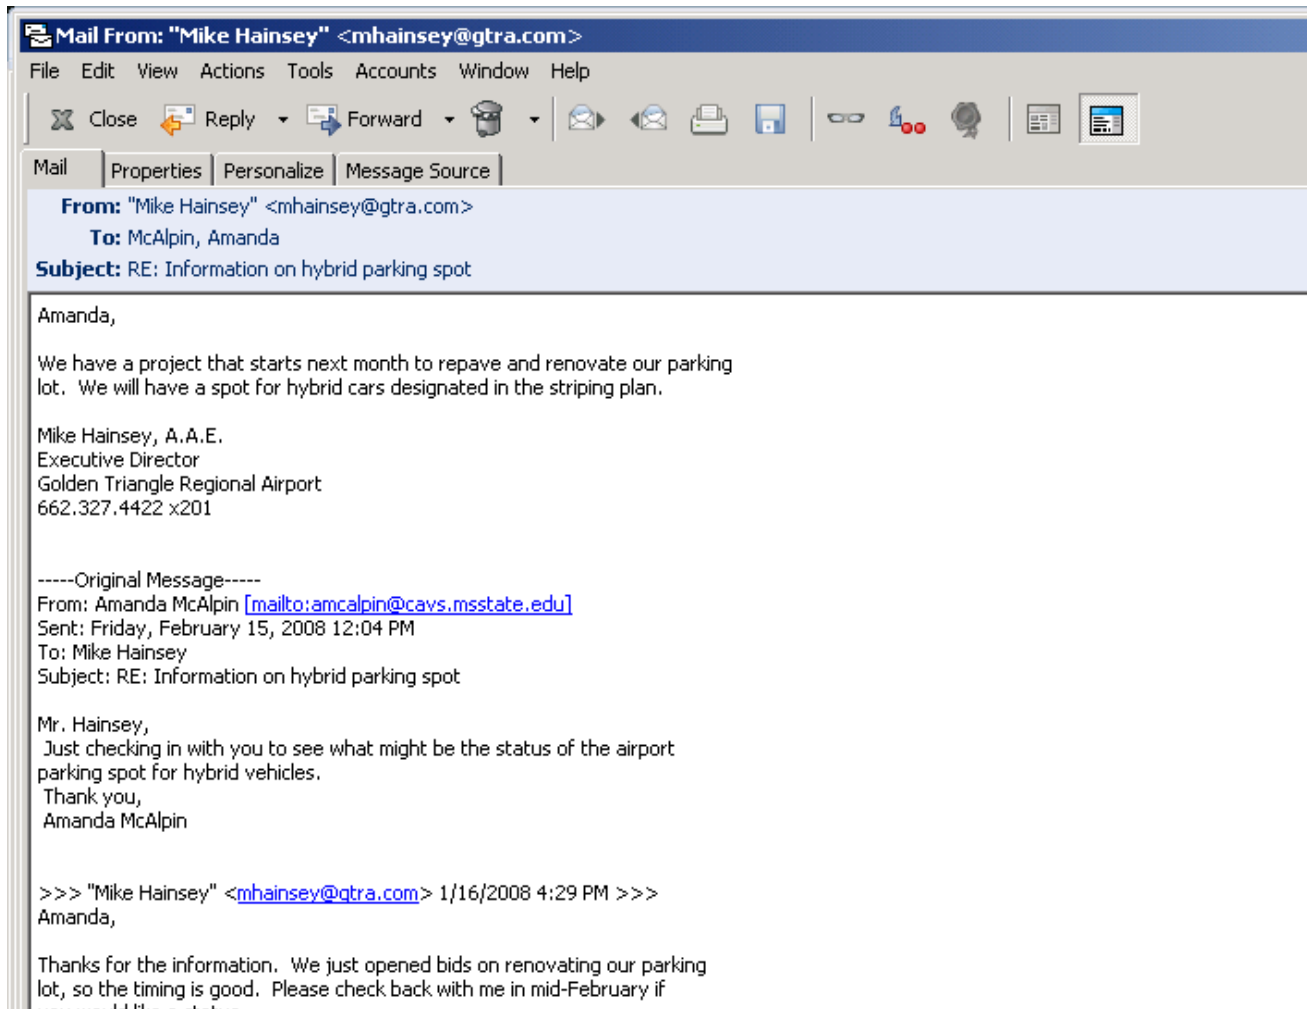 Mail From: "Mike Hainsey" <mhainsey@gtra.com>
File Edit View Actions Tools Accounts Window Help
Close Reply Forward
Mail Properties Personalize Message Source
From: "Mike Hainsey" <mhainsey@gtra.com>
To: McAlpin, Amanda
Subject: RE: Information on hybrid parking spot
Amanda,
We have a project that starts next month to repave and renovate our parking
lot. We will have a spot for hybrid cars designated in the striping plan.
Mike Hainsey, A.A.E.
Executive Director
Golden Triangle Regional Airport
662.327.4422 x201
-----Original Message-----
From: Amanda McAlpin [mailto:amcalpin@cavs.msstate.edu]
Sent: Friday, February 15, 2008 12:04 PM
To: Mike Hainsey
Subject: RE: Information on hybrid parking spot
Mr. Hainsey,
Just checking in with you to see what might be the status of the airport
parking spot for hybrid vehicles.
Thank you,
Amanda McAlpin
>>> "Mike Hainsey" <mhainsey@gtra.com> 1/16/2008 4:29 PM >>>
Amanda,
Thanks for the information. We just opened bids on renovating our parking
lot, so the timing is good. Please check back with me in mid-February if